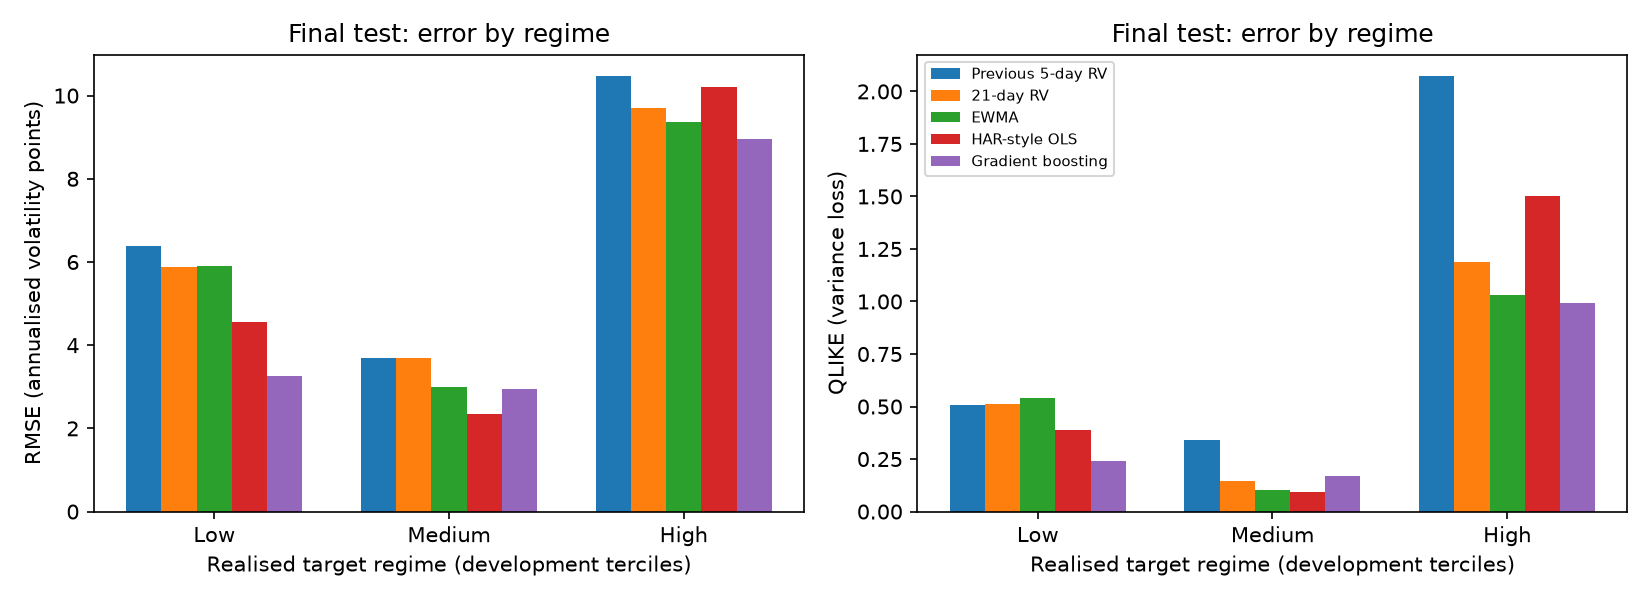 Final test: error by regime
RMSE (annualised volatility points)
10
8
6
4
2
0
Low
Medium
High
Realised target regime (development terciles)
Final test: error by regime
QLIKE (variance loss)
2.00
1.75
1.50
1.25
1.00
0.75
0.50
0.25
0.00
Previous 5-day RV
21-day RV
EWMA
HAR-style OLS
Gradient boosting
Low
Medium
High
Realised target regime (development terciles)